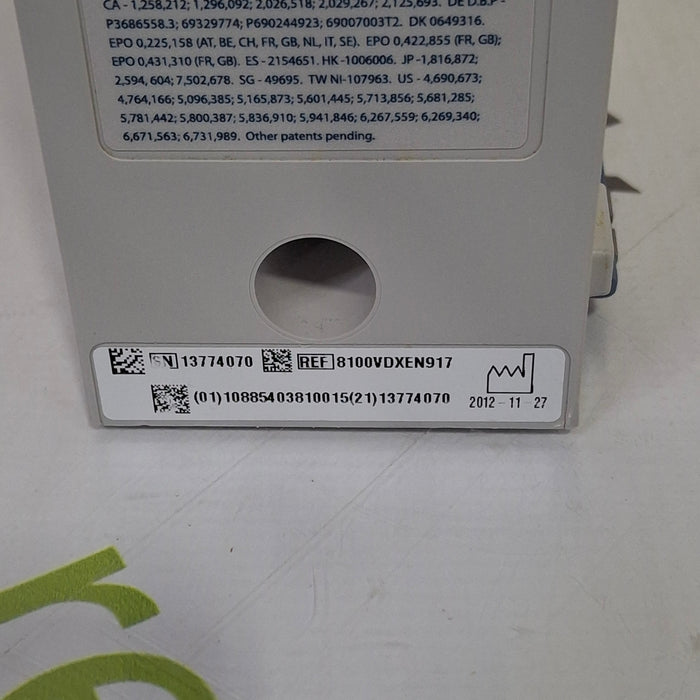 CA - 1,258,212; 1,296,092; 2,026,518; 2,029,267; 2,125,693. DE D.B.P -
P3686558.3; 69329774; P690244923; 69007003T2. DK 0649316.
EPO 0,225,158 (AT, BE, CH, FR, GB, NL, IT, SE). EPO 0,422,855 (FR, GB);
EPO 0,431,310 (FR, GB). ES - 2154651. HK -1006006. JP -1,816,872;
2,594,604; 7,502,678. SG - 49695. TW NI-107963. US - 4,690,673;
4,764,166; 5,096,385; 5,165,873; 5,601,445; 5,713,856; 5,681,285;
5,781,442; 5,800,387; 5,836,910; 5,941,846; 6,267,559; 6,269,340;
6,671,563; 6,731,989. Other patents pending.
SN 13774070 REF 8100VDXEN917
(01)10885403810015(21)13774070
2012-11-27
re